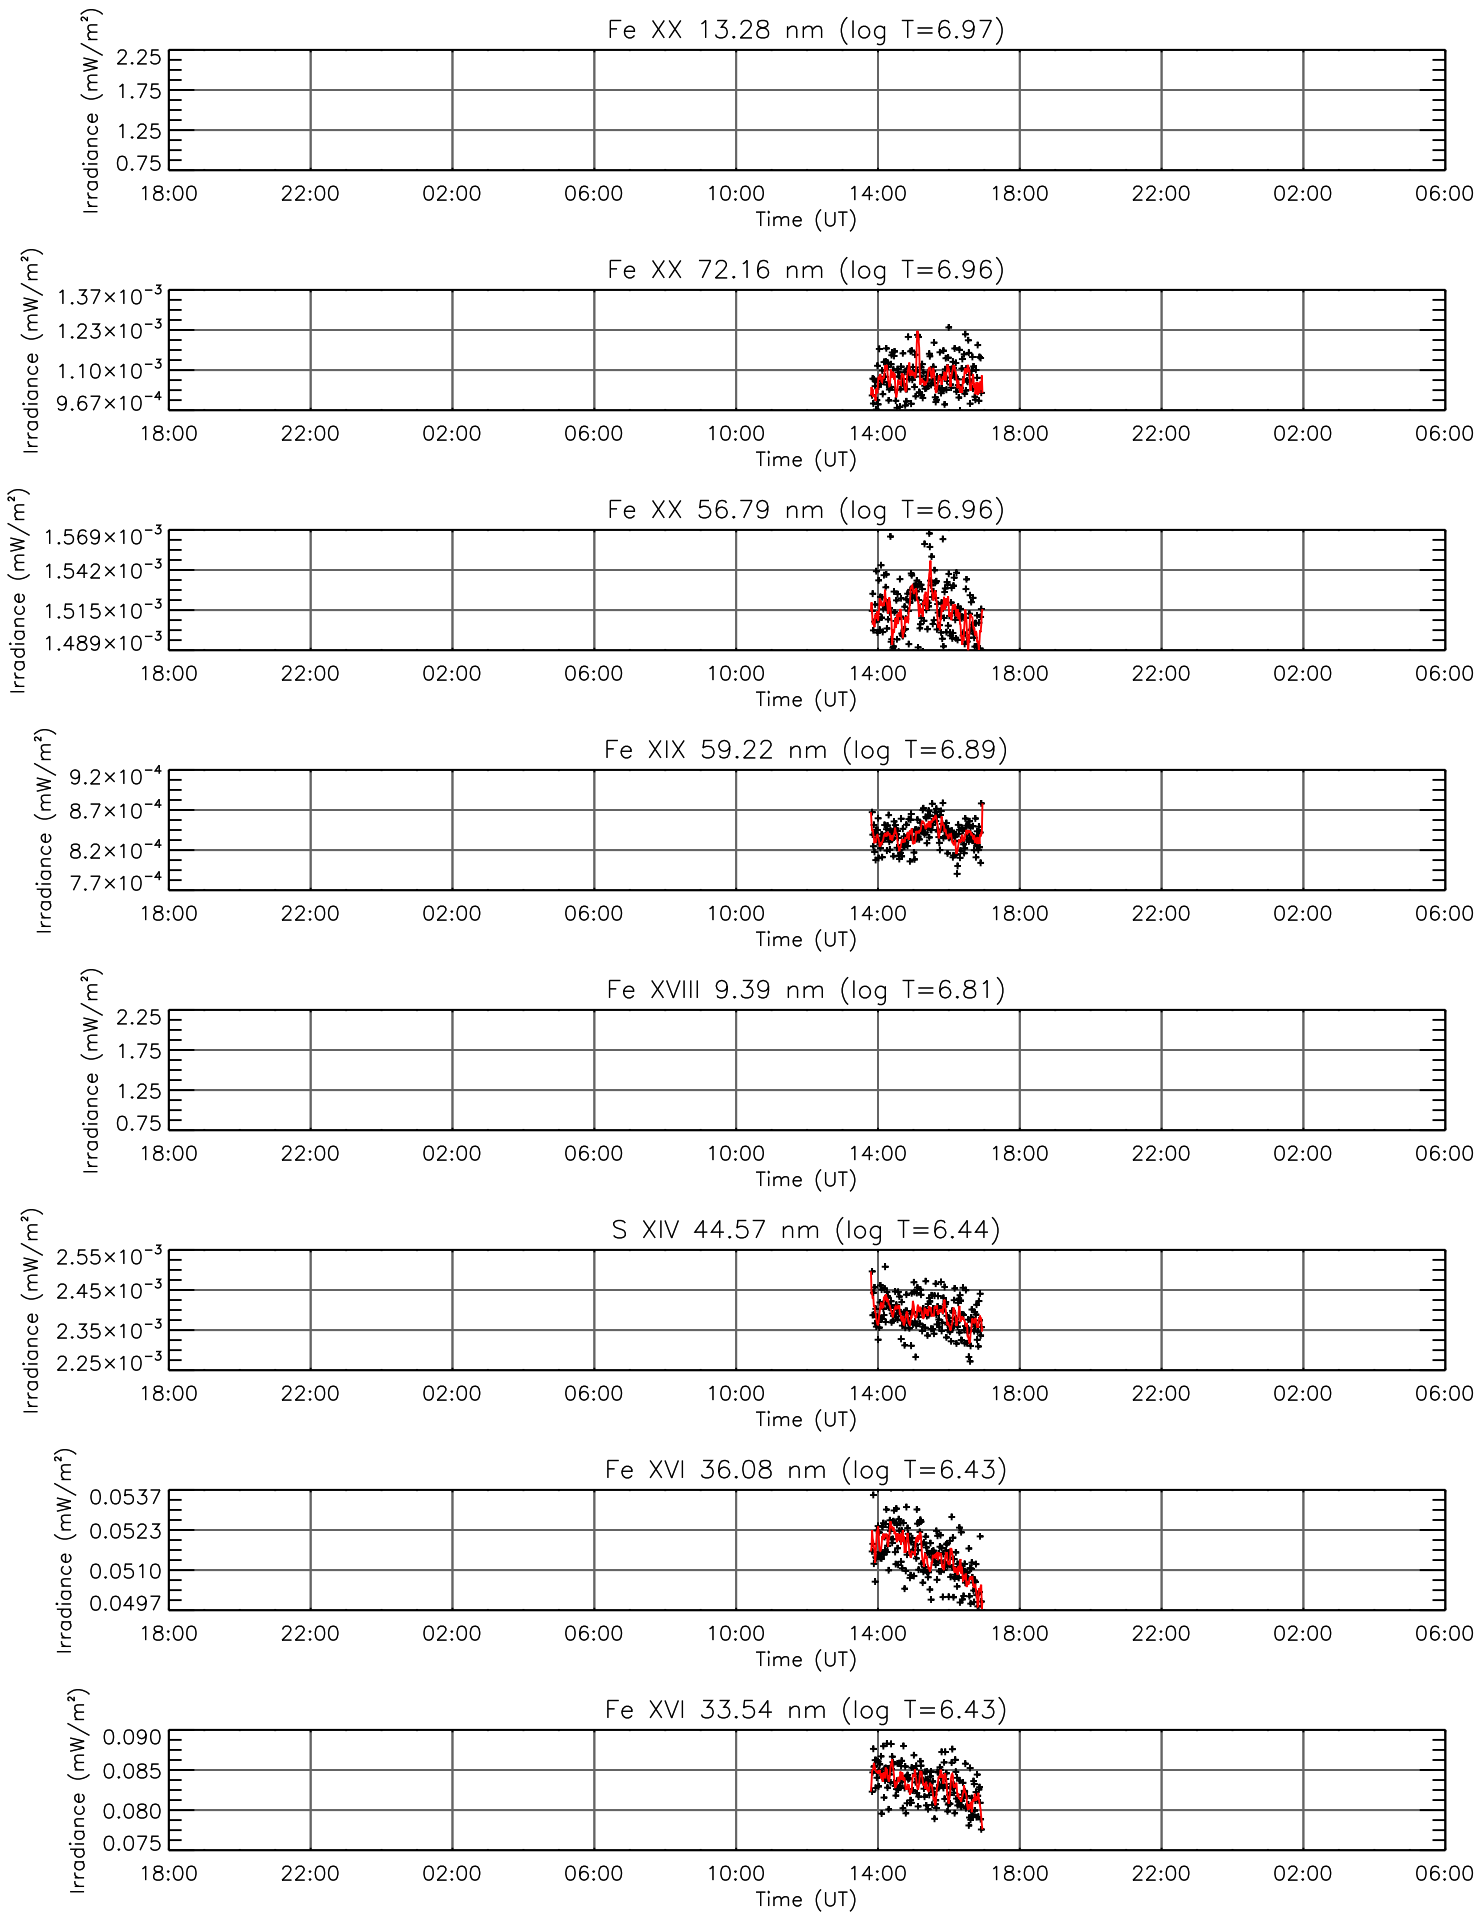 Fe XX 13.28 nm (log T=6.97)
Irradiance (mW/m²)
2.25
1.75
1.25
0.75
18:00 22:00 02:00 06:00 10:00 14:00 18:00 22:00 02:00 06:00
Time (UT)
Fe XX 72.16 nm (log T=6.96)
Irradiance (mW/m²)
1.37×10⁻³
1.23×10⁻³
1.10×10⁻³
9.67×10⁻⁴
18:00 22:00 02:00 06:00 10:00 14:00 18:00 22:00 02:00 06:00
Time (UT)
Fe XX 56.79 nm (log T=6.96)
Irradiance (mW/m²)
1.569×10⁻³
1.542×10⁻³
1.515×10⁻³
1.489×10⁻³
18:00 22:00 02:00 06:00 10:00 14:00 18:00 22:00 02:00 06:00
Time (UT)
Fe XIX 59.22 nm (log T=6.89)
Irradiance (mW/m²)
9.2×10⁻⁴
8.7×10⁻⁴
8.2×10⁻⁴
7.7×10⁻⁴
18:00 22:00 02:00 06:00 10:00 14:00 18:00 22:00 02:00 06:00
Time (UT)
Fe XVIII 9.39 nm (log T=6.81)
Irradiance (mW/m²)
2.25
1.75
1.25
0.75
18:00 22:00 02:00 06:00 10:00 14:00 18:00 22:00 02:00 06:00
Time (UT)
S XIV 44.57 nm (log T=6.44)
Irradiance (mW/m²)
2.55×10⁻³
2.45×10⁻³
2.35×10⁻³
2.25×10⁻³
18:00 22:00 02:00 06:00 10:00 14:00 18:00 22:00 02:00 06:00
Time (UT)
Fe XVI 36.08 nm (log T=6.43)
Irradiance (mW/m²)
0.0537
0.0523
0.0510
0.0497
18:00 22:00 02:00 06:00 10:00 14:00 18:00 22:00 02:00 06:00
Time (UT)
Fe XVI 33.54 nm (log T=6.43)
Irradiance (mW/m²)
0.090
0.085
0.080
0.075
18:00 22:00 02:00 06:00 10:00 14:00 18:00 22:00 02:00 06:00
Time (UT)